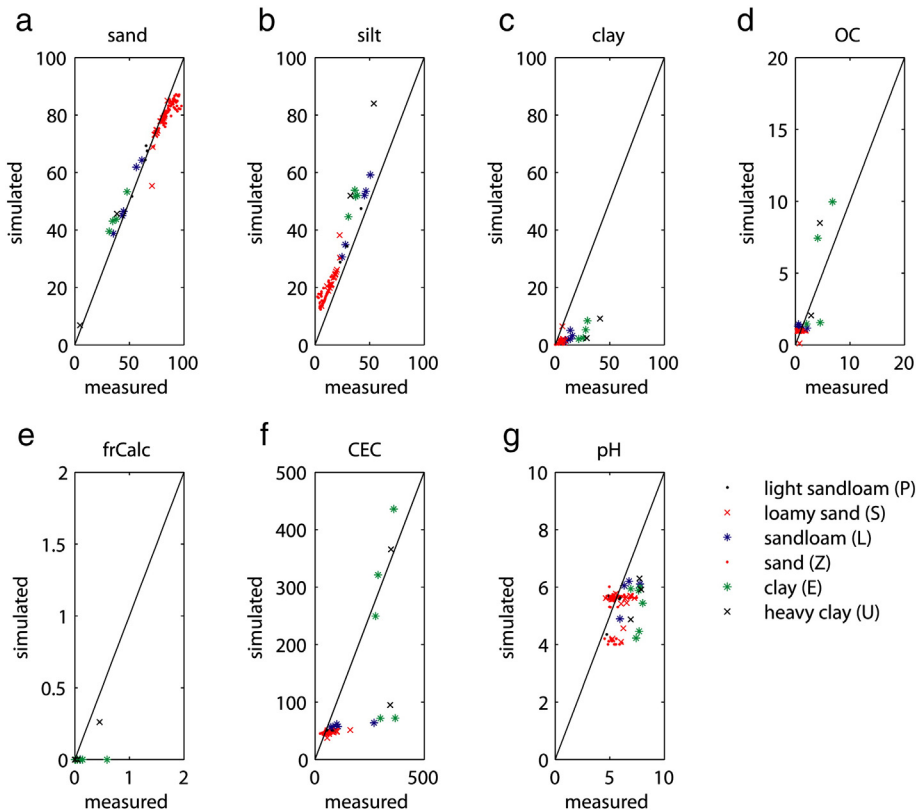 a
sand
100
80
60
40
20
0
simulated
0 50 100
measured
b
silt
100
80
60
40
20
0
simulated
0 50 100
measured
c
clay
100
80
60
40
20
0
simulated
0 50 100
measured
d
OC
20
15
10
5
0
simulated
0 10 20
measured
e
frCalc
2
1.5
1
0.5
0
simulated
0 1 2
measured
f
CEC
500
400
300
200
100
0
simulated
0 500
measured
g
pH
10
8
6
4
2
0
simulated
0 5 10
measured
light sandloam (P)
loamy sand (S)
sandloam (L)
sand (Z)
clay (E)
heavy clay (U)